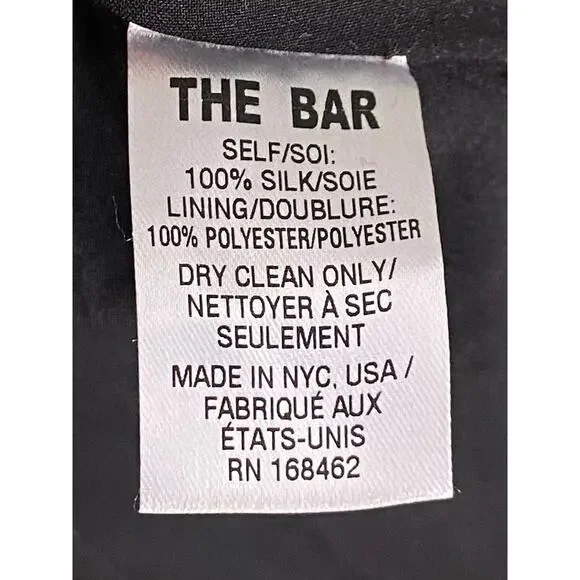 THE BAR
SELF/SOI:
100% SILK/SOIE
LINING/DOUBLURE:
100% POLYESTER/POLYESTER
DRY CLEAN ONLY/
NETTOYER À SEC
SEULEMENT
MADE IN NYC, USA/
FABRIQUÉ AUX
ÉTATS-UNIS
RN 168462